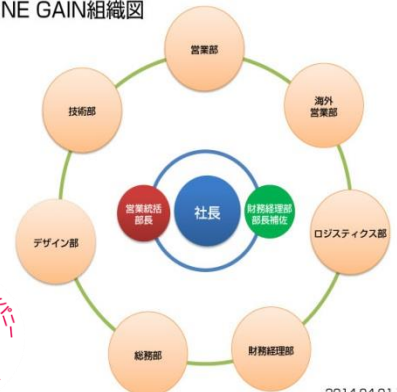 NE GAIN組織図
営業部
海外
営業部
技術部
営業統括
部長
社長
財務経理部
部長補佐
デザイン部
ロジスティクス部
総務部
財務経理部